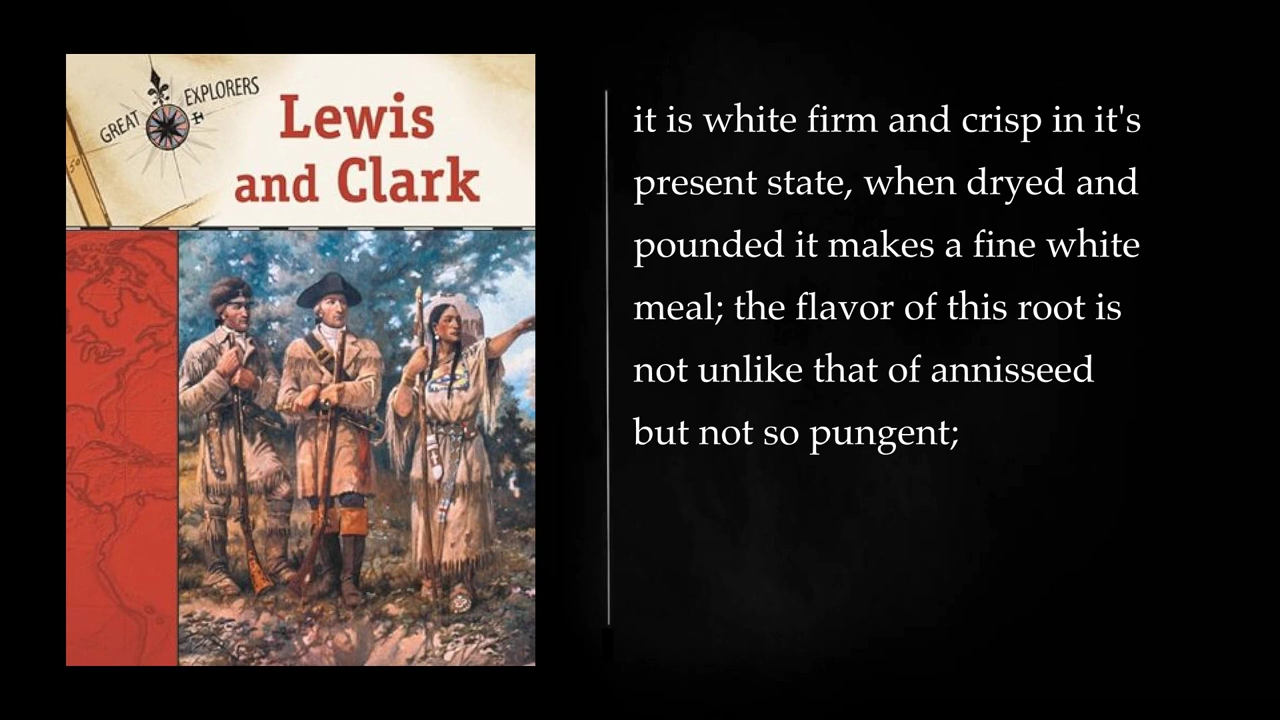 GREAT EXPLORERS
Lewis
and Clark
50
it is white firm and crisp in it's
present state, when dryed and
pounded it makes a fine white
meal; the flavor of this root is
not unlike that of annisseed
but not so pungent;